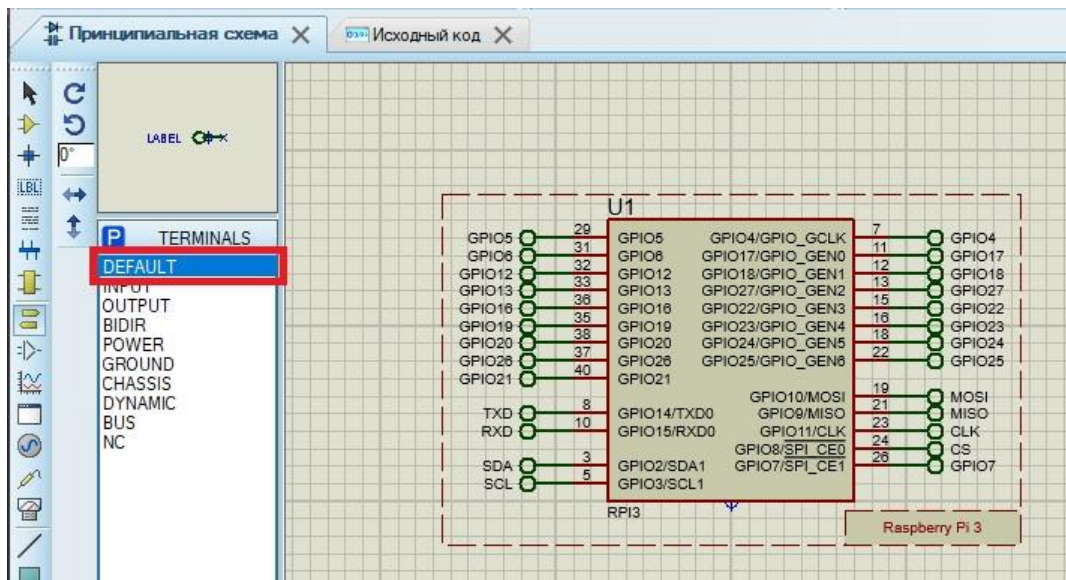 Принципиальная схема
Исходный код
0°
LBL
LABEL
P TERMINALS
DEFAULT
INPUT
OUTPUT
BIDIR
POWER
GROUND
CHASSIS
DYNAMIC
BUS
NC
U1
GPIO5 29 GPIO5 GPIO4/GPIO_GCLK 7 GPIO4
GPIO6 31 GPIO6 GPIO17/GPIO_GEN0 11 GPIO17
GPIO12 32 GPIO12 GPIO18/GPIO_GEN1 12 GPIO18
GPIO13 33 GPIO13 GPIO27/GPIO_GEN2 13 GPIO27
GPIO16 36 GPIO16 GPIO22/GPIO_GEN3 15 GPIO22
GPIO19 35 GPIO19 GPIO23/GPIO_GEN4 16 GPIO23
GPIO20 38 GPIO20 GPIO24/GPIO_GEN5 18 GPIO24
GPIO26 37 GPIO26 GPIO25/GPIO_GEN6 22 GPIO25
GPIO21 40 GPIO21
GPIO10/MOSI 19 MOSI
TXD 8 GPIO14/TXD0 GPIO9/MISO 21 MISO
RXD 10 GPIO15/RXD0 GPIO11/CLK 23 CLK
GPIO8/SPI_CE0 24 CS
SDA 3 GPIO2/SDA1 GPIO7/SPI_CE1 26 GPIO7
SCL 5 GPIO3/SCL1
RPI3
Raspberry Pi 3